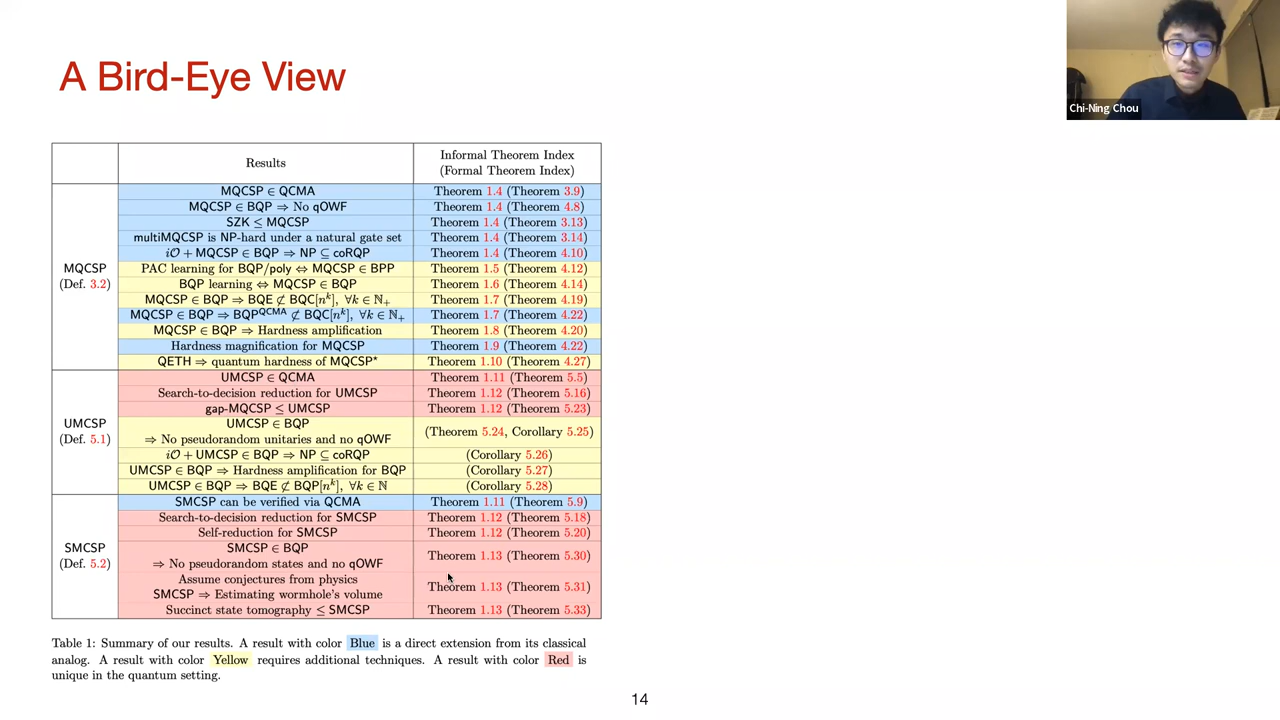 A Bird-Eye View
Chi-Ning Chou
Results
Informal Theorem Index
(Formal Theorem Index)
MQCSP
(Def. 3.2)
MQCSP ∈ QCMA Theorem 1.4 (Theorem 3.9)
MQCSP ∈ BQP ⇒ No qOWF Theorem 1.4 (Theorem 4.8)
SZK ≤ MQCSP Theorem 1.4 (Theorem 3.13)
multiMQCSP is NP-hard under a natural gate set Theorem 1.4 (Theorem 3.14)
iO + MQCSP ∈ BQP ⇒ NP ⊆ coRQP Theorem 1.4 (Theorem 4.10)
PAC learning for BQP/poly ⇔ MQCSP ∈ BPP Theorem 1.5 (Theorem 4.12)
BQP learning ⇔ MQCSP ∈ BQP Theorem 1.6 (Theorem 4.14)
MQCSP ∈ BQP ⇒ BQE ⊄ BQC[n^k], ∀k ∈ ℕ₊ Theorem 1.7 (Theorem 4.19)
MQCSP ∈ BQP ⇒ BQP^QCMA ⊄ BQC[n^k], ∀k ∈ ℕ₊ Theorem 1.7 (Theorem 4.22)
MQCSP ∈ BQP ⇒ Hardness amplification Theorem 1.8 (Theorem 4.20)
Hardness magnification for MQCSP Theorem 1.9 (Theorem 4.22)
QETH ⇒ quantum hardness of MQCSP* Theorem 1.10 (Theorem 4.27)
UMCSP
(Def. 5.1)
UMCSP ∈ QCMA Theorem 1.11 (Theorem 5.5)
Search-to-decision reduction for UMCSP Theorem 1.12 (Theorem 5.16)
gap-MQCSP ≤ UMCSP Theorem 1.12 (Theorem 5.23)
UMCSP ∈ BQP
⇒ No pseudorandom unitaries and no qOWF (Theorem 5.24, Corollary 5.25)
iO + UMCSP ∈ BQP ⇒ NP ⊆ coRQP (Corollary 5.26)
UMCSP ∈ BQP ⇒ Hardness amplification for BQP (Corollary 5.27)
UMCSP ∈ BQP ⇒ BQE ⊄ BQP[n^k], ∀k ∈ ℕ (Corollary 5.28)
SMCSP
(Def. 5.2)
SMCSP can be verified via QCMA Theorem 1.11 (Theorem 5.9)
Search-to-decision reduction for SMCSP Theorem 1.12 (Theorem 5.18)
Self-reduction for SMCSP Theorem 1.12 (Theorem 5.20)
SMCSP ∈ BQP
⇒ No pseudorandom states and no qOWF Theorem 1.13 (Theorem 5.30)
Assume conjectures from physics
SMCSP ⇒ Estimating wormhole's volume Theorem 1.13 (Theorem 5.31)
Succinct state tomography ≤ SMCSP Theorem 1.13 (Theorem 5.33)
Table 1: Summary of our results. A result with color Blue is a direct extension from its classical
analog. A result with color Yellow requires additional techniques. A result with color Red is
unique in the quantum setting.
14